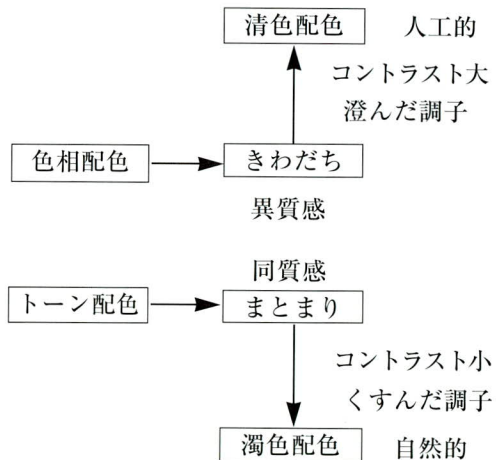 清色配色 人工的
コントラスト大
澄んだ調子
色相配色 きわだち
異質感
同質感
トーン配色 まとまり
コントラスト小
くすんだ調子
濁色配色 自然的